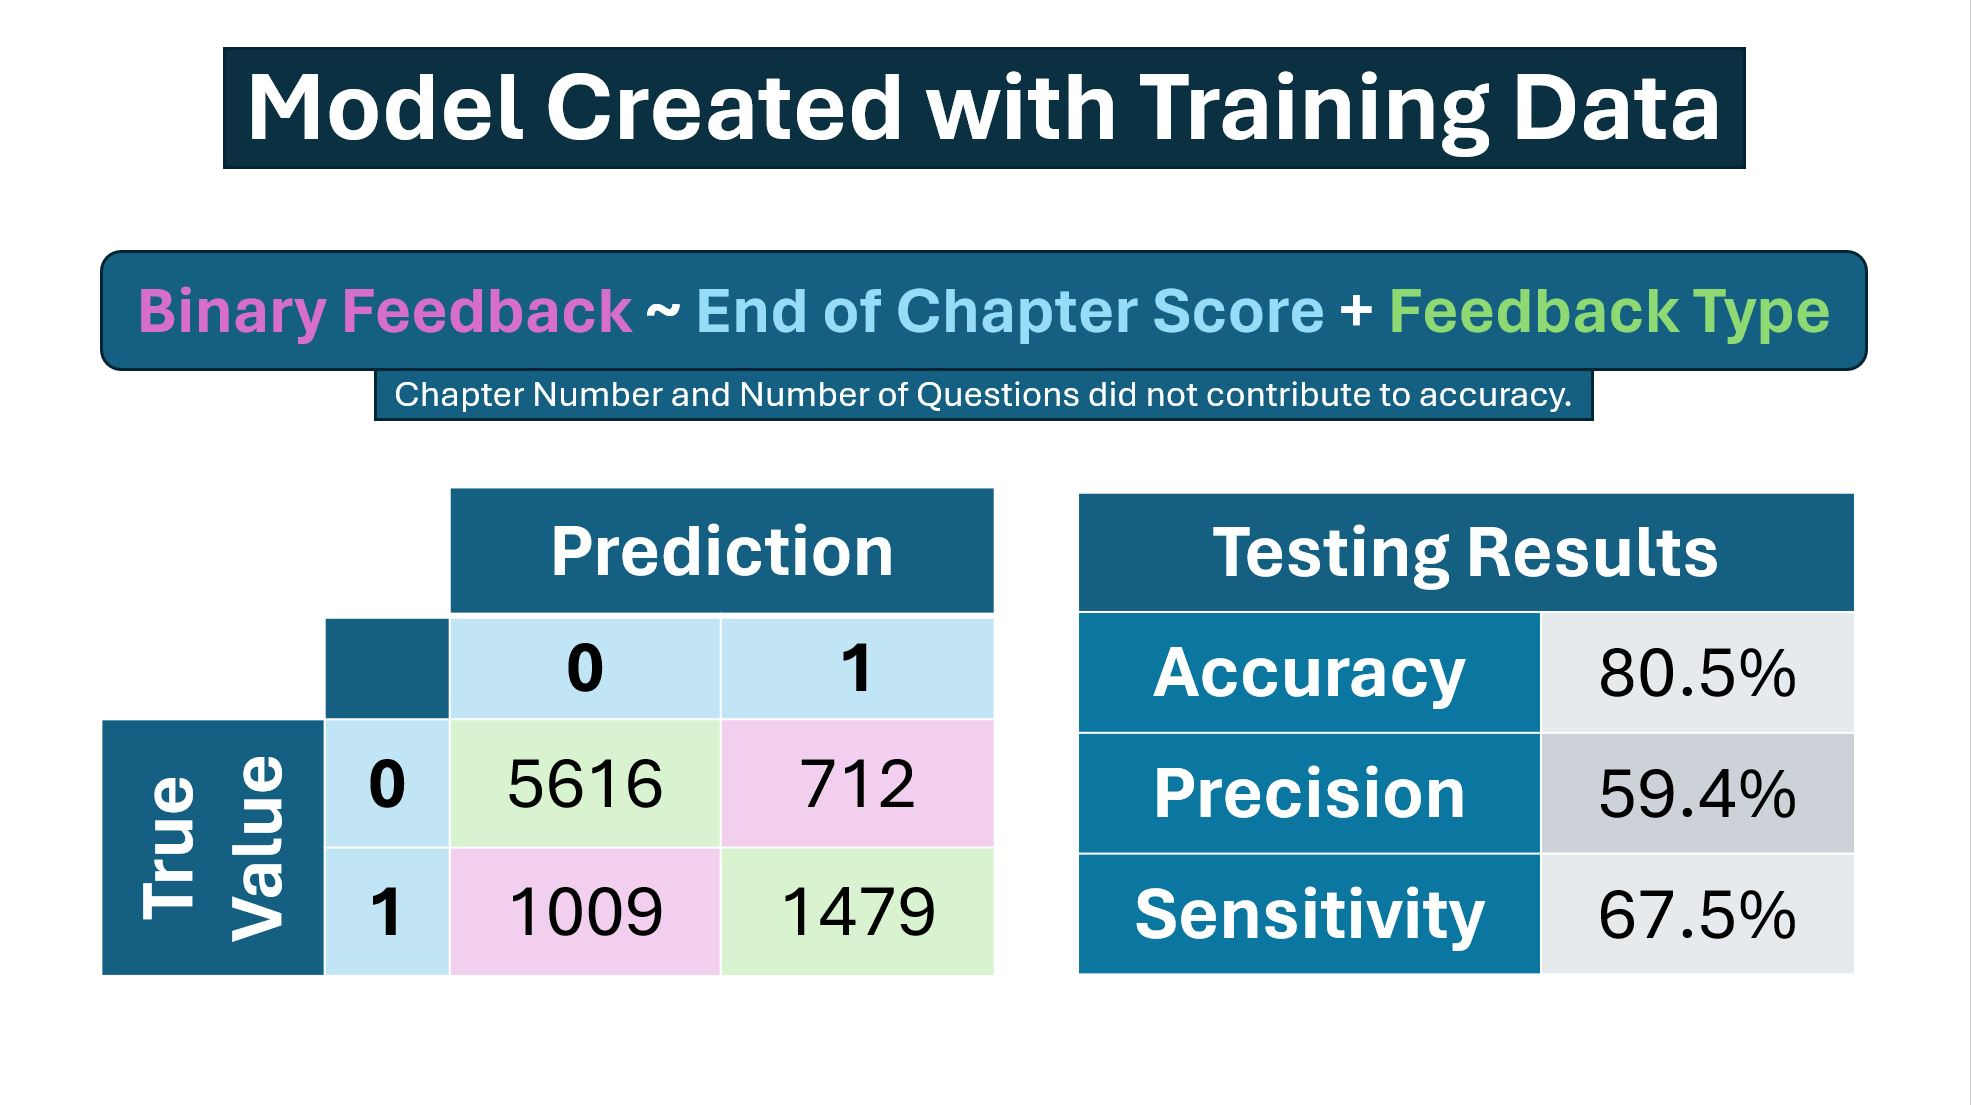 Model Created with Training Data
Binary Feedback ~ End of Chapter Score + Feedback Type
Chapter Number and Number of Questions did not contribute to accuracy.
Prediction
0 1
True
Value
0 5616 712
1 1009 1479
Testing Results
Accuracy 80.5%
Precision 59.4%
Sensitivity 67.5%